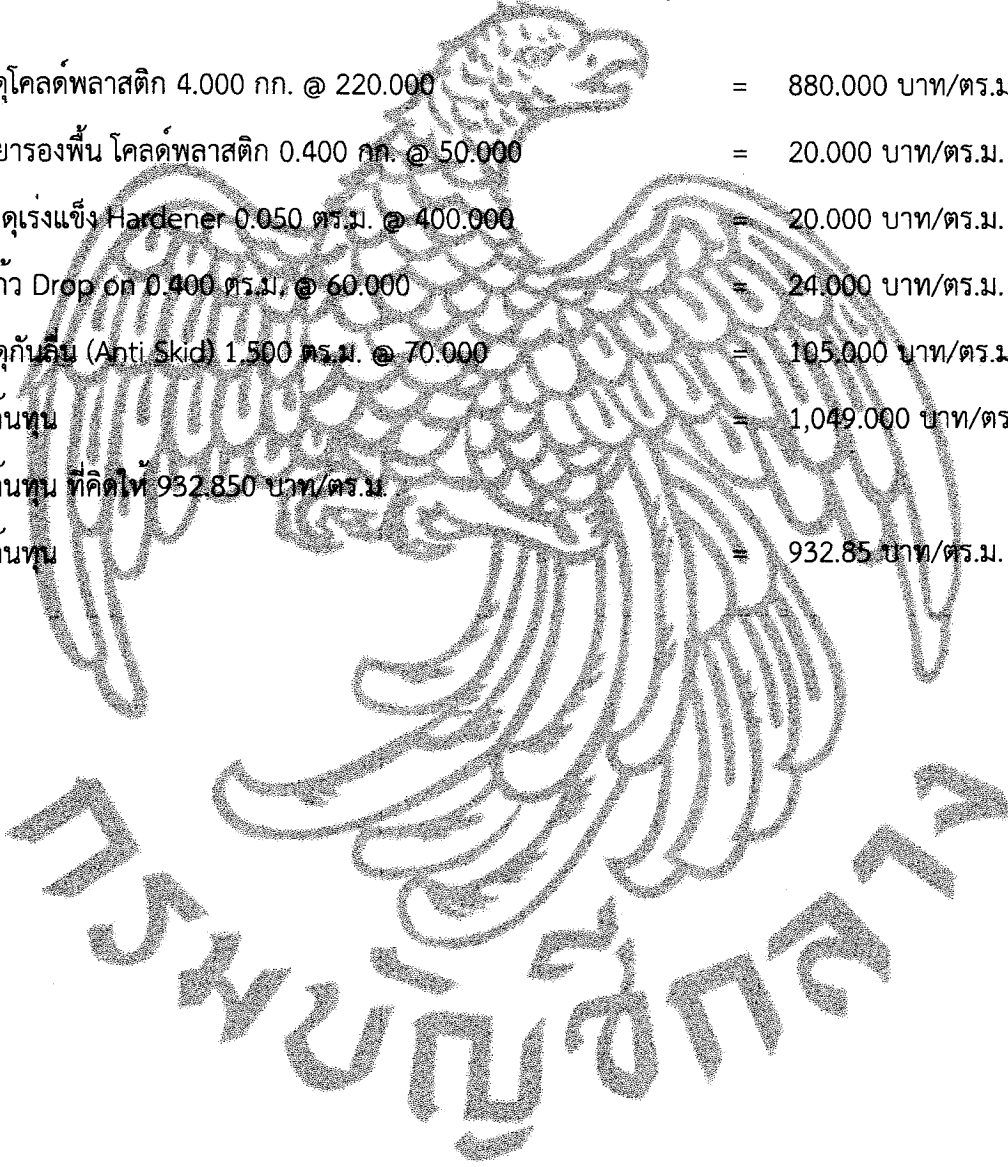 ดุโคลด์พลาสติก 4.000 กก. @ 220.000 = 880.000 บาท/ตร.ม
ยารองพื้น โคลด์พลาสติก 0.400 กก. @ 50.000 = 20.000 บาท/ตร.ม.
ดุเร่งแข็ง Hardener 0.050 ตร.ม. @ 400.000 = 20.000 บาท/ตร.ม.
ก้ว Drop on 0.400 ตร.ม. @ 60.000 = 24.000 บาท/ตร.ม.
ดุกันลื่น (Anti Skid) 1.500 ตร.ม. @ 70.000 = 105.000 บาท/ตร.ม
้นทุน = 1,049.000 บาท/ตร
้นทุน ที่คิดให้ 932.850 บาท/ตร.ม.
้นทุน = 932.85 บาท/ตร.ม.
กรมบัญชีกลาง